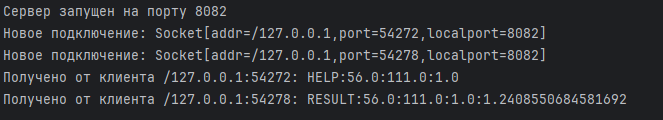 Сервер запущен на порту 8082
Новое подключение: Socket[addr=/127.0.0.1,port=54272,localport=8082]
Новое подключение: Socket[addr=/127.0.0.1,port=54278,localport=8082]
Получено от клиента /127.0.0.1:54272: HELP:56.0:111.0:1.0
Получено от клиента /127.0.0.1:54278: RESULT:56.0:111.0:1.0:1.2408550684581692